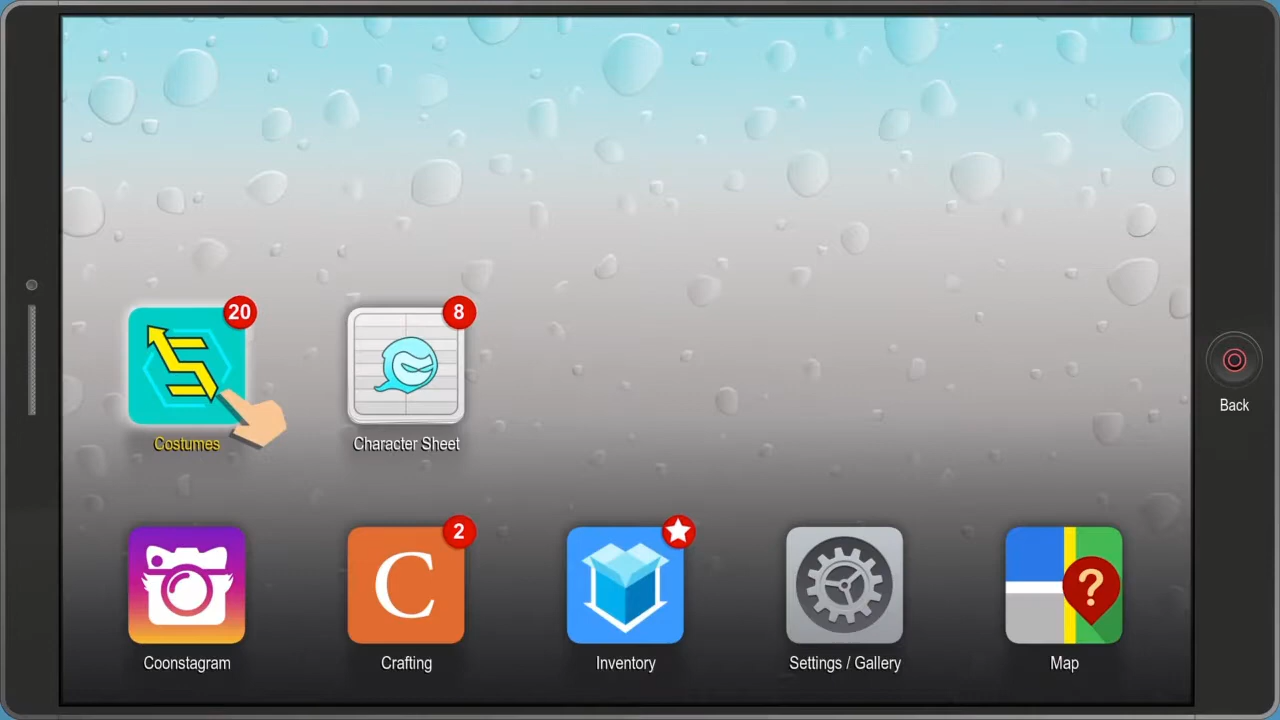 20
8
Costumes
Character Sheet
Back
2
C
?
Coonstagram
Crafting
Inventory
Settings / Gallery
Map